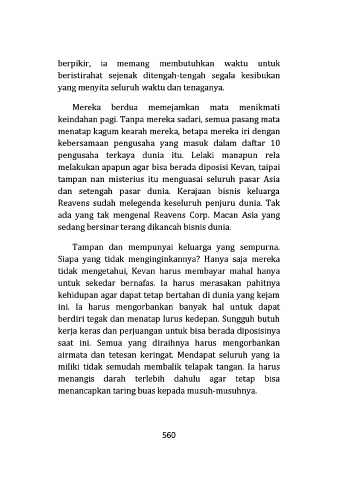 berpikir, ia memang membutuhkan waktu untuk
beristirahat sejenak ditengah-tengah segala kesibukan
yang menyita seluruh waktu dan tenaganya.
Mereka berdua memejamkan mata menikmati
keindahan pagi. Tanpa mereka sadari, semua pasang mata
menatap kagum kearah mereka, betapa mereka iri dengan
kebersamaan pengusaha yang masuk dalam daftar 10
pengusaha terkaya dunia itu. Lelaki manapun rela
melakukan apapun agar bisa berada diposisi Kevan, taipai
tampan nan misterius itu menguasai seluruh pasar Asia
dan setengah pasar dunia. Kerajaan bisnis keluarga
Reavens sudah melegenda keseluruh penjuru dunia. Tak
ada yang tak mengenal Reavens Corp. Macan Asia yang
sedang bersinar terang dikancah bisnis dunia.
Tampan dan mempunyai keluarga yang sempurna.
Siapa yang tidak menginginkannya? Hanya saja mereka
tidak mengetahui, Kevan harus membayar mahal hanya
untuk sekedar bernafas. Ia harus merasakan pahitnya
kehidupan agar dapat tetap bertahan di dunia yang kejam
ini. Ia harus mengorbankan banyak hal untuk dapat
berdiri tegak dan menatap lurus kedepan. Sungguh butuh
kerja keras dan perjuangan untuk bisa berada diposisinya
saat ini. Semua yang diraihnya harus mengorbankan
airmata dan tetesan keringat. Mendapat seluruh yang ia
miliki tidak semudah membalik telapak tangan. Ia harus
menangis darah terlebih dahulu agar tetap bisa
menancapkan taring buas kepada musuh-musuhnya.
560